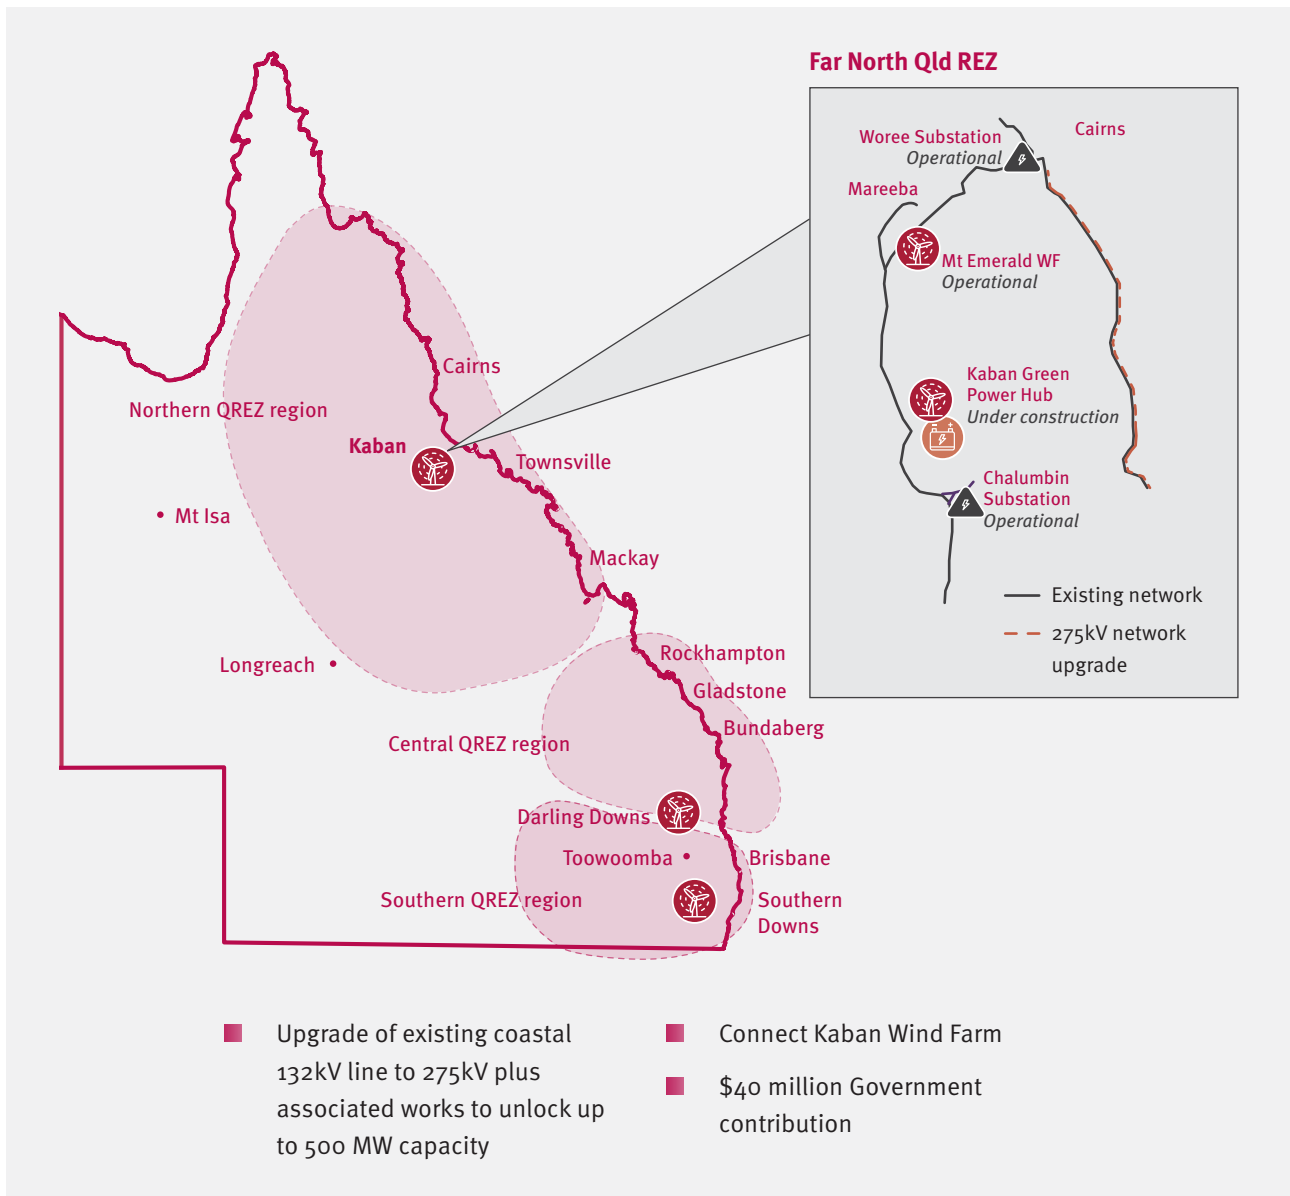 Far North Qld REZ
Woree Substation
Operational
Cairns
Mareeba
Mt Emerald WF
Operational
Kaban Green
Power Hub
Under construction
Chalumbin
Substation
Operational
Existing network
275kV network
upgrade
Cairns
Northern QREZ region
Kaban
Townsville
Mt Isa
Mackay
Longreach
Rockhampton
Gladstone
Bundaberg
Central QREZ region
Darling Downs
Toowoomba
Brisbane
Southern QREZ region
Southern
Downs
Upgrade of existing coastal
132kV line to 275kV plus
associated works to unlock up
to 500 MW capacity
Connect Kaban Wind Farm
$40 million Government
contribution